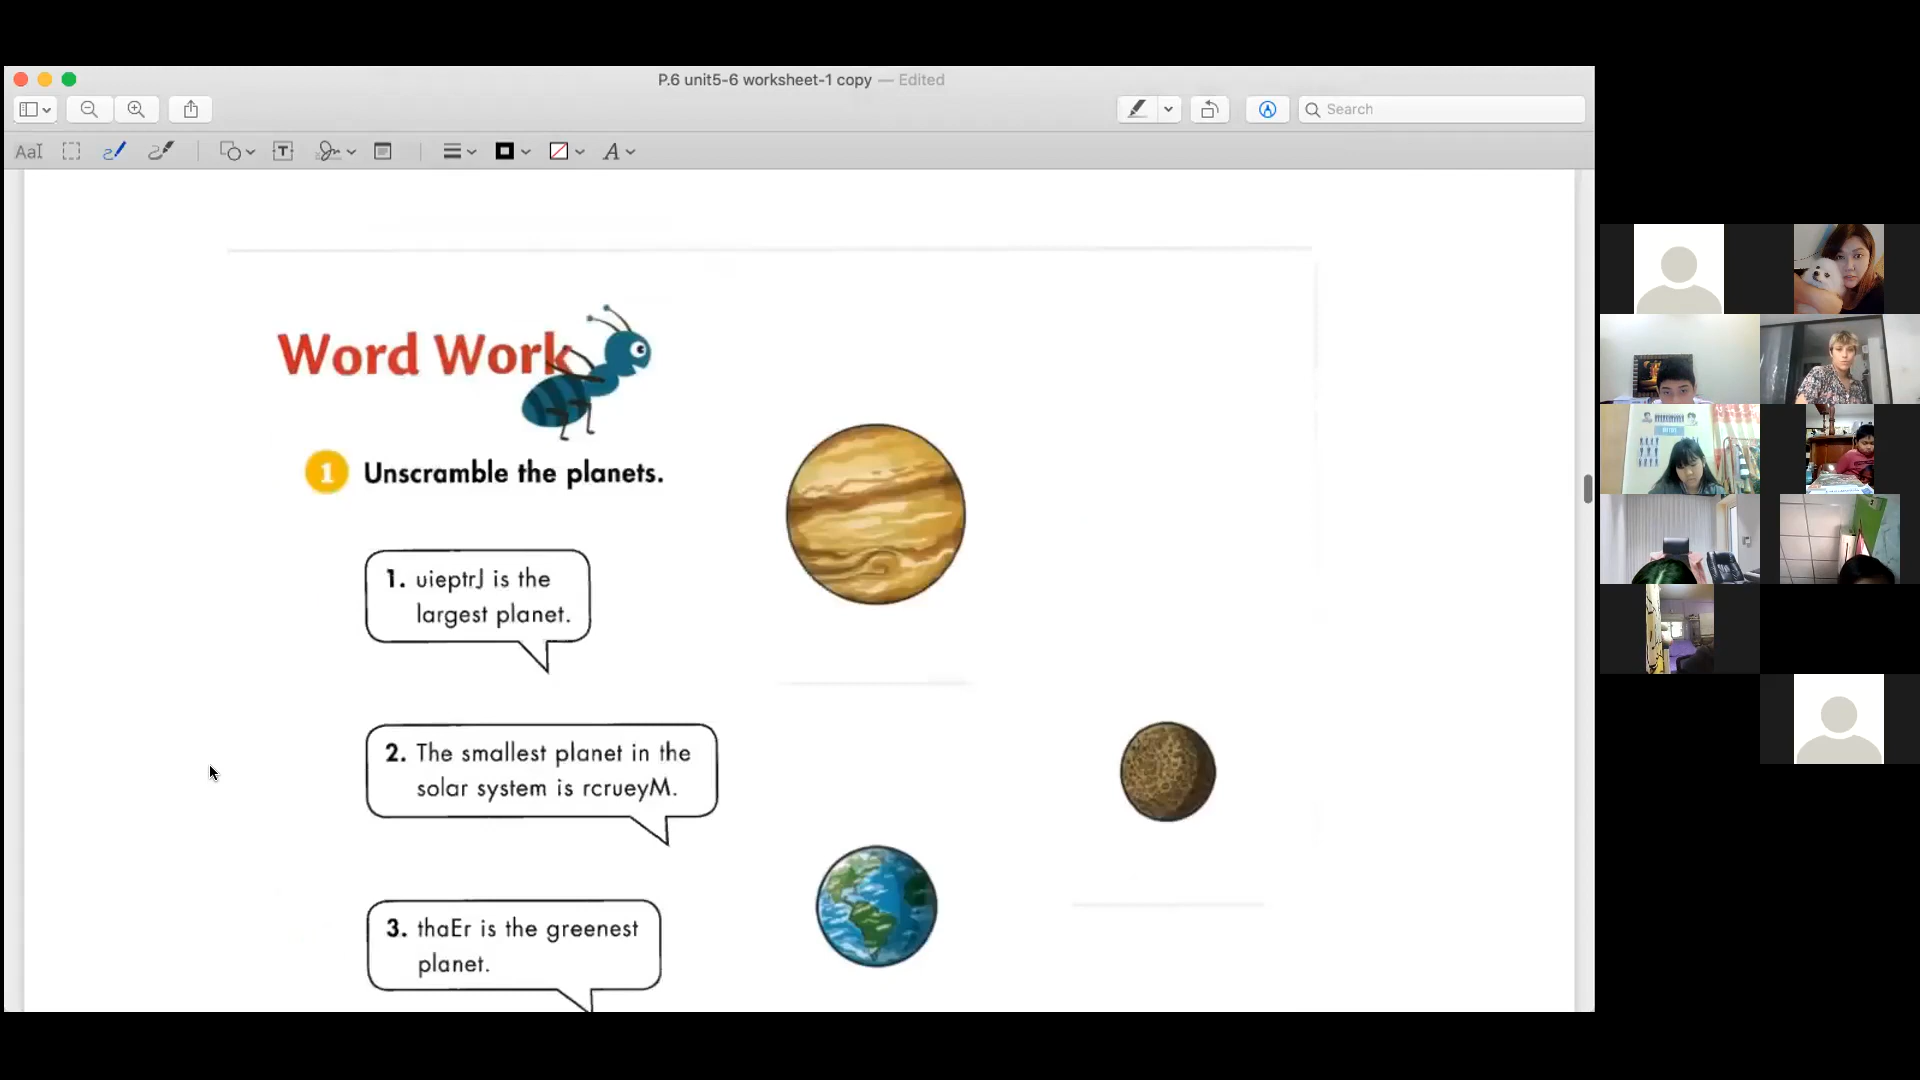 P.6 unit5-6 worksheet-1 copy — Edited
Search
AaI
T
A
Word Work
1 Unscramble the planets.
1. uieptrJ is the
largest planet.
2. The smallest planet in the
solar system is rcrueyM.
3. thaEr is the greenest
planet.